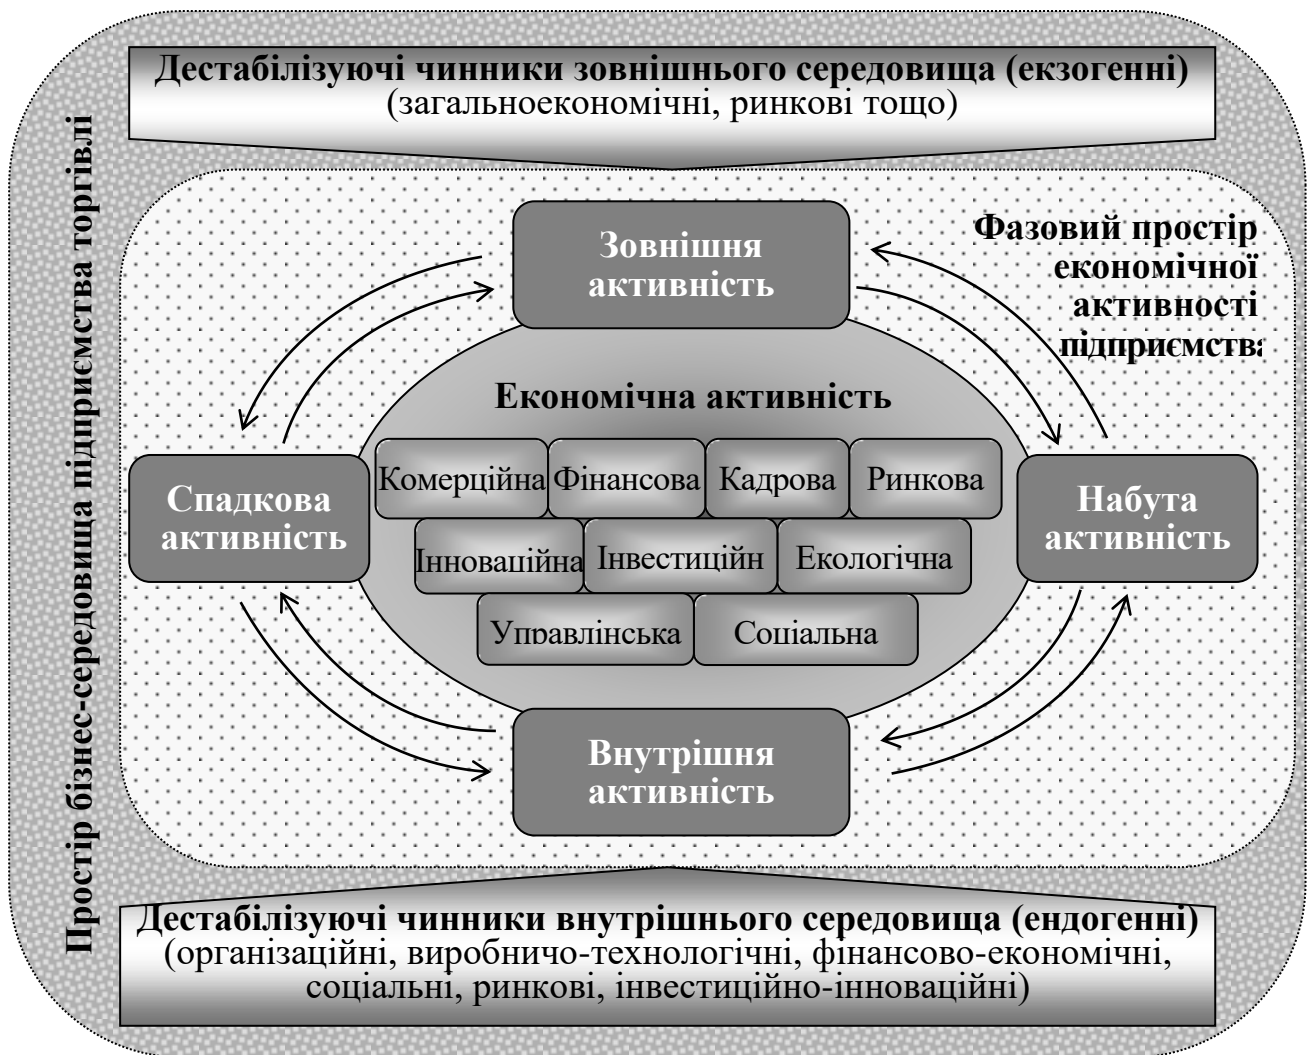 Дестабілізуючі чинники зовнішнього середовища (екзогенні)
(загальноекономічні, ринкові тощо)
Простір бізнес-середовища підприємства торгівлі
Фазовий простір
економічної
активності
підприємства
Зовнішня
активність
Економічна активність
Спадкова
активність
Комерційна Фінансова Кадрова Ринкова
Інноваційна Інвестиційн Екологічна
Управлінська Соціальна
Набута
активність
Внутрішня
активність
Дестабілізуючі чинники внутрішнього середовища (ендогенні)
(організаційні, виробничо-технологічні, фінансово-економічні,
соціальні, ринкові, інвестиційно-інноваційні)